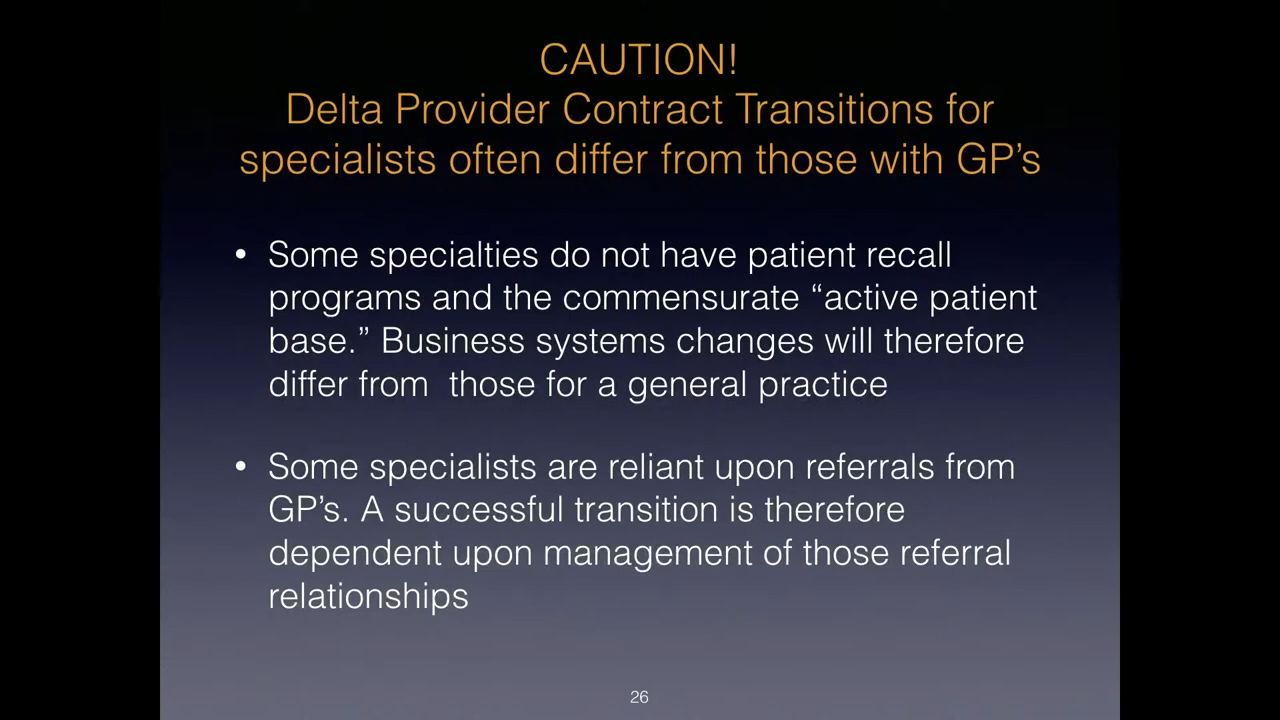 CAUTION!
Delta Provider Contract Transitions for
specialists often differ from those with GP’s
• Some specialties do not have patient recall
programs and the commensurate “active patient
base.” Business systems changes will therefore
differ from  those for a general practice
• Some specialists are reliant upon referrals from
GP’s. A successful transition is therefore
dependent upon management of those referral
relationships
26